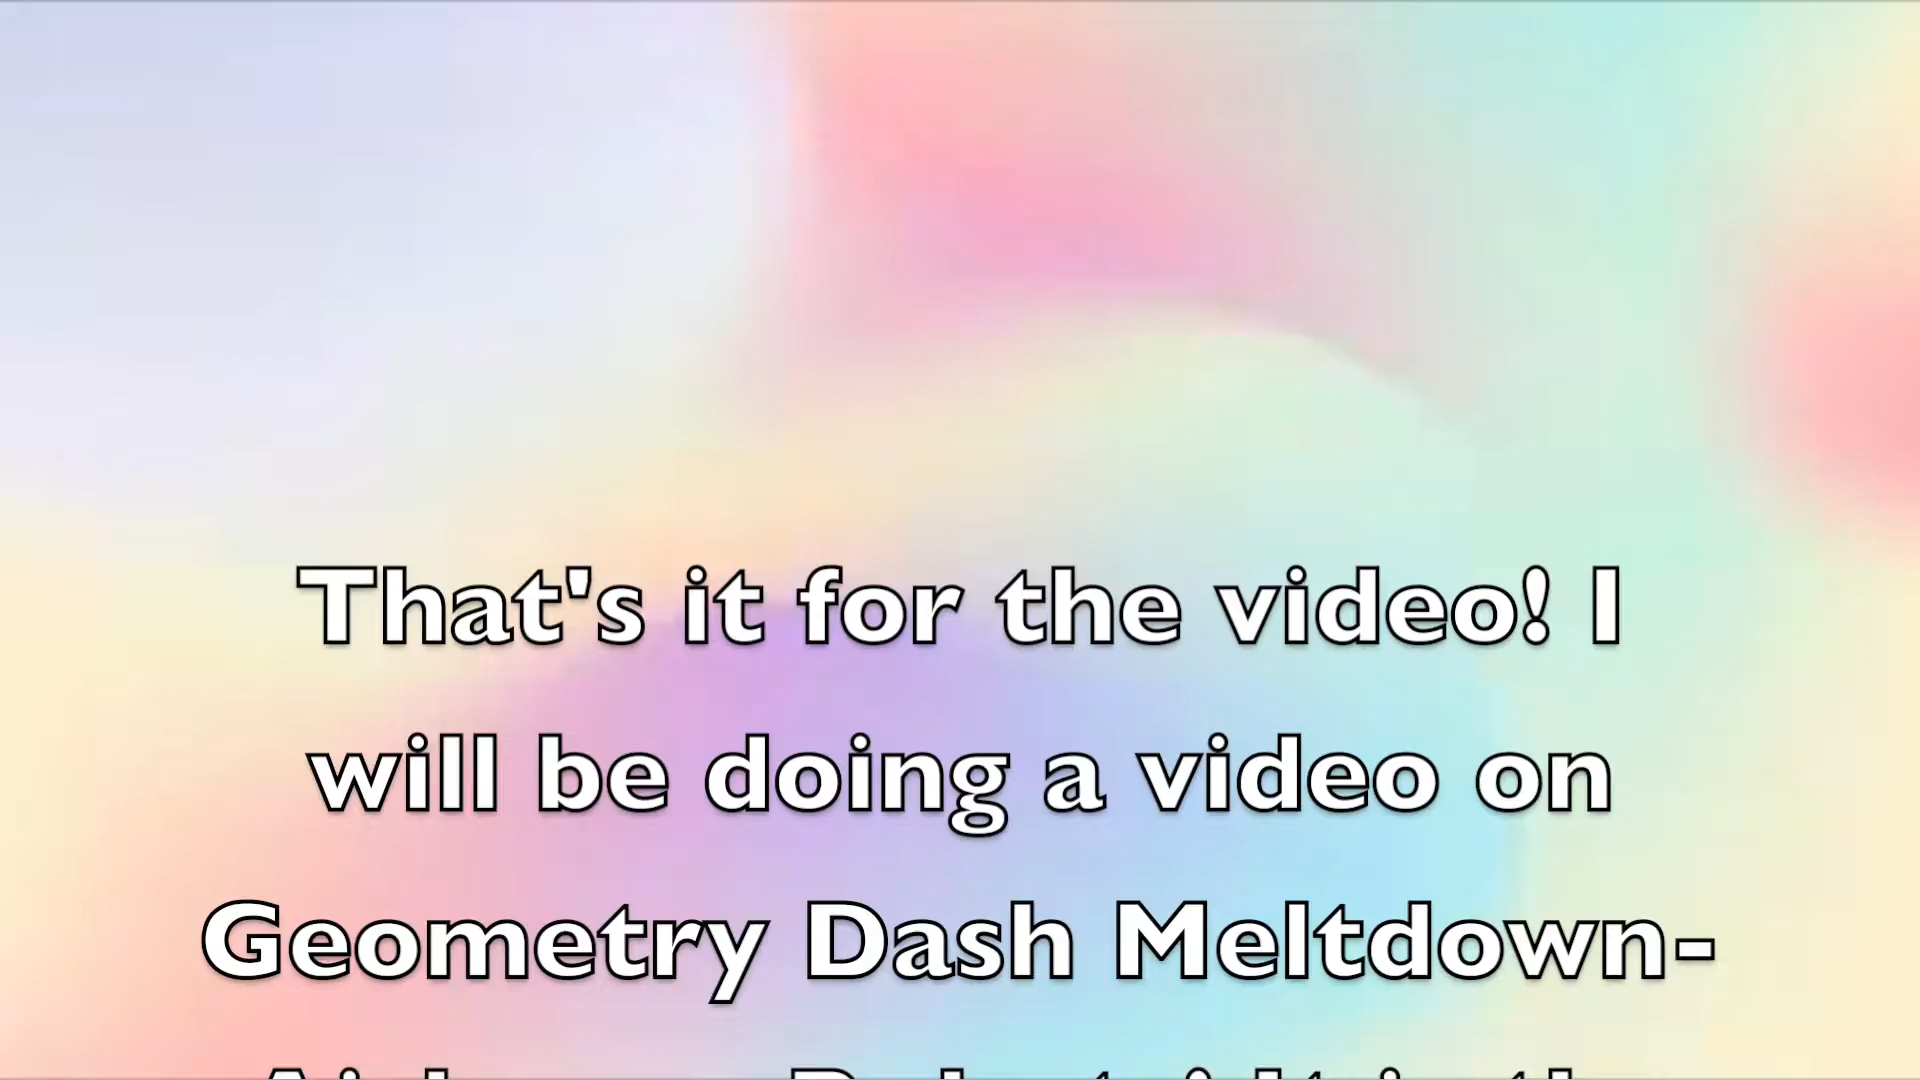 That's it for the video! I
will be doing a video on
Geometry Dash Meltdown-